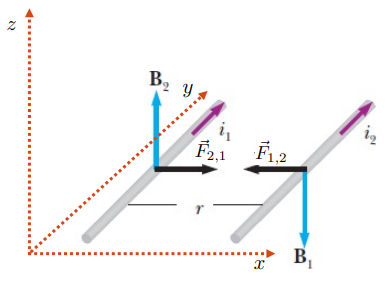 z
B₂
y
i₁
i₂
F⃗₂,₁
F⃗₁,₂
r
x
B₁